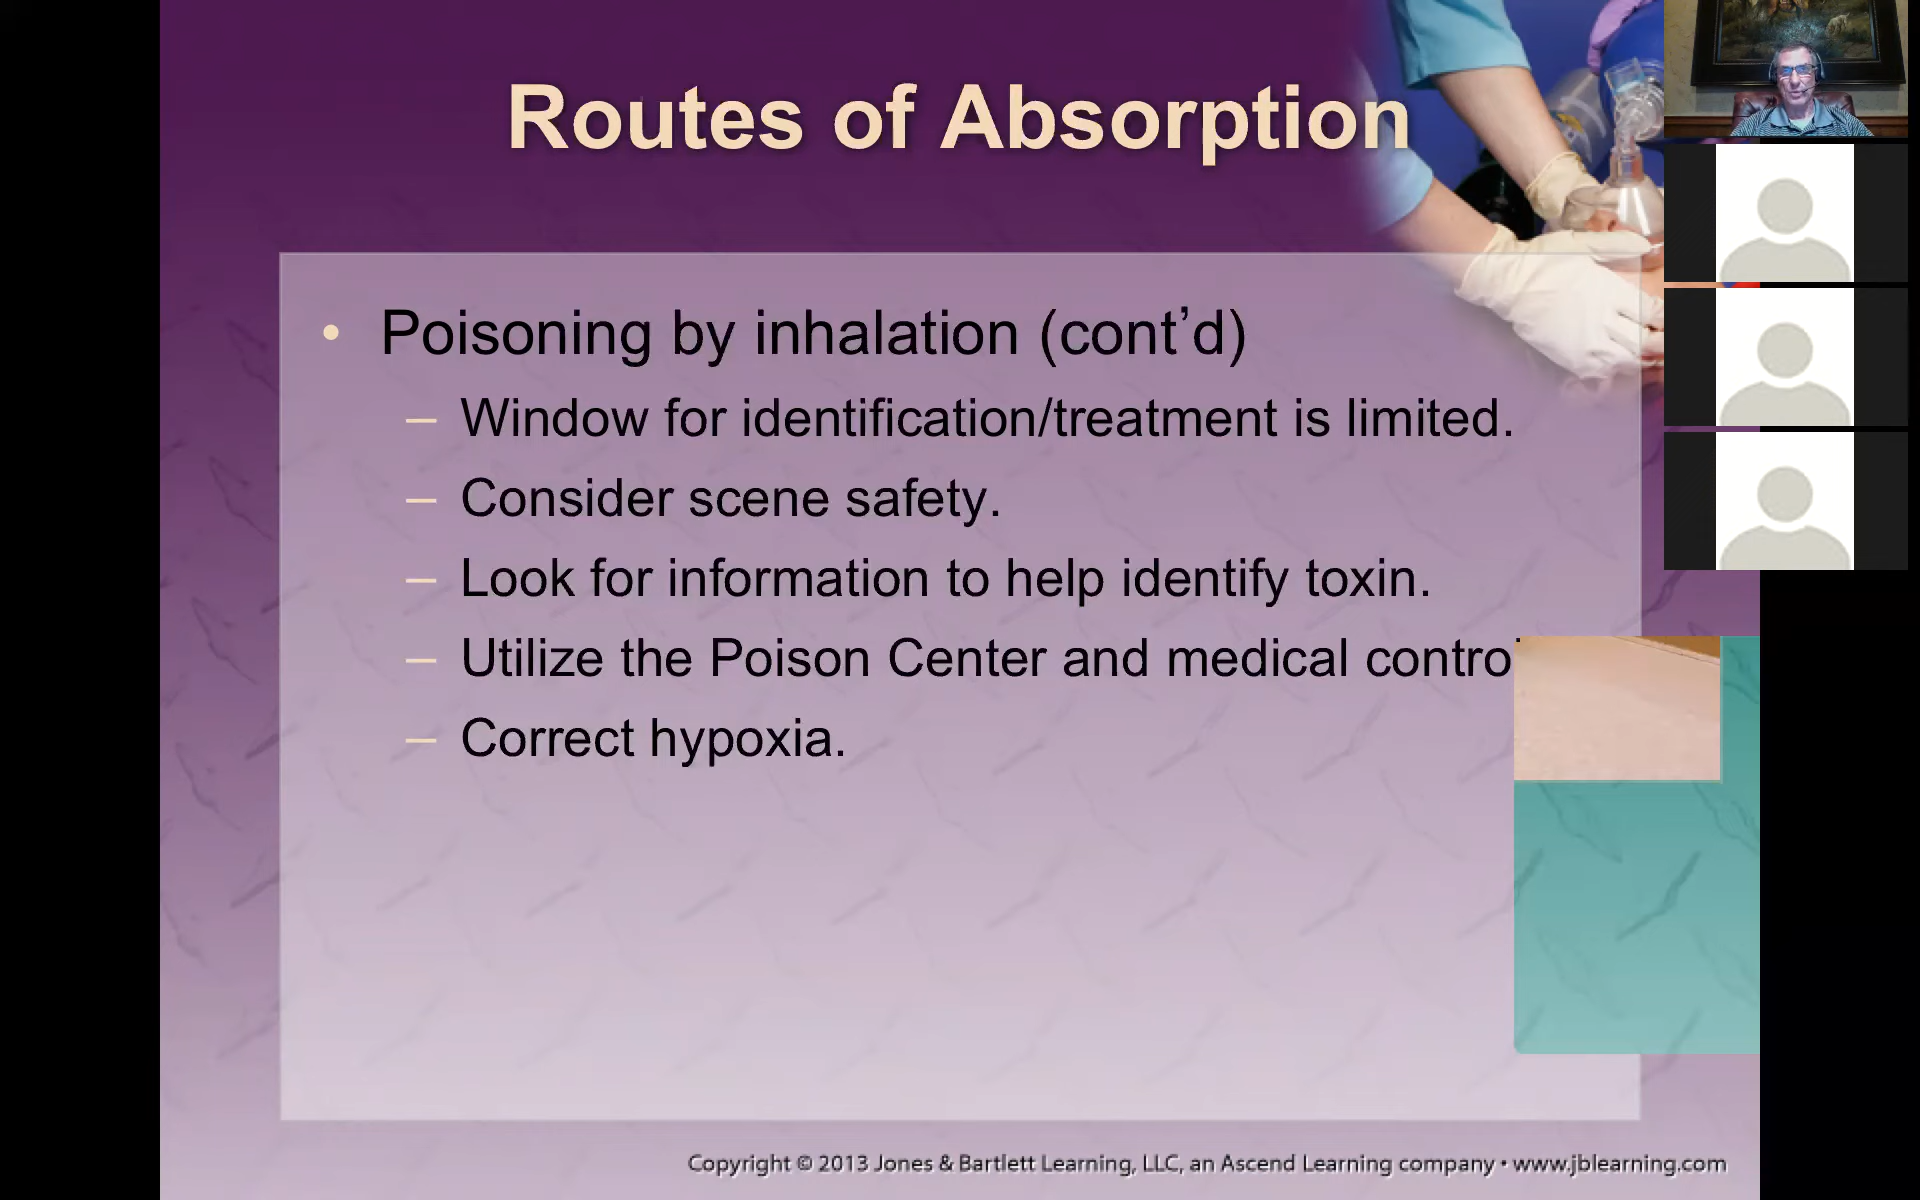 Routes of Absorption
• Poisoning by inhalation (cont’d)
– Window for identification/treatment is limited.
– Consider scene safety.
– Look for information to help identify toxin.
– Utilize the Poison Center and medical contro
– Correct hypoxia.
Copyright © 2013 Jones & Bartlett Learning, LLC, an Ascend Learning company • www.jblearning.com